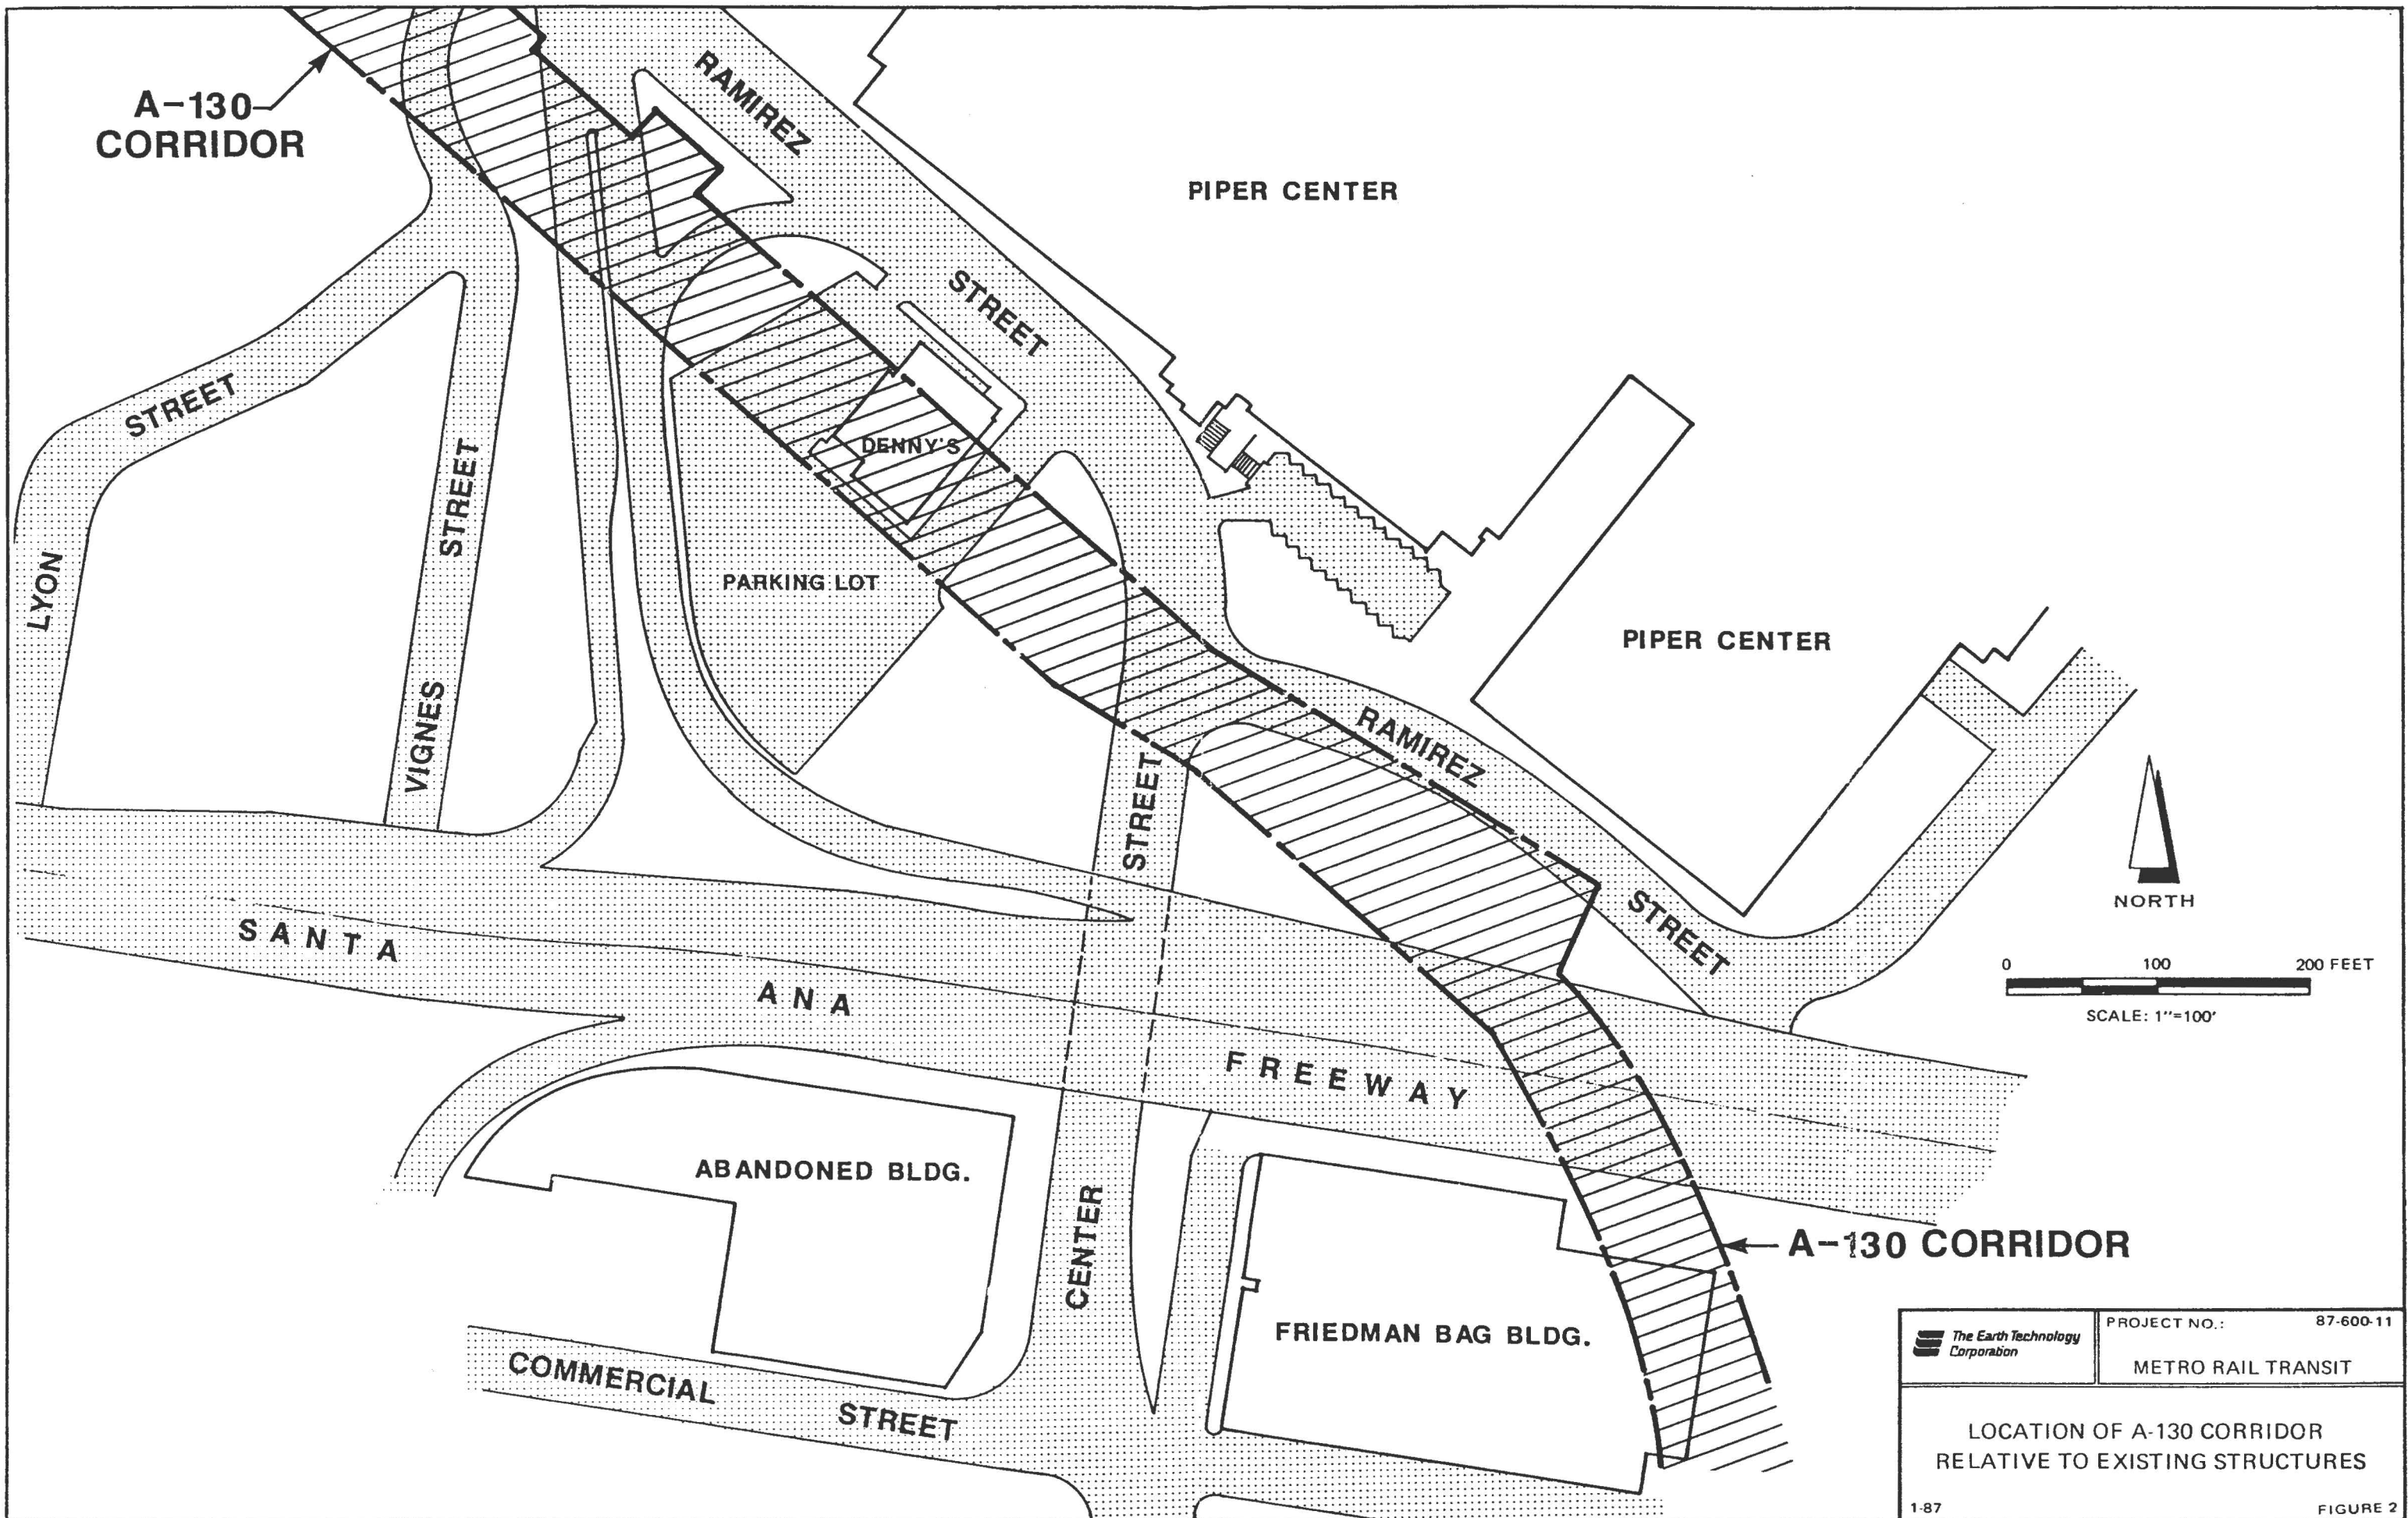 A-130
CORRIDOR
RAMIREZ
STREET
PIPER CENTER
STREET
LYON
VIGNES
STREET
DENNY'S
PARKING LOT
PIPER CENTER
RAMIREZ
STREET
STREET
CENTER
SANTA
ANA
FREEWAY
NORTH
0 100 200 FEET
SCALE: 1"=100'
ABANDONED BLDG.
A-130 CORRIDOR
FRIEDMAN BAG BLDG.
COMMERCIAL
STREET
The Earth Technology
Corporation
PROJECT NO.: 87-600-11
METRO RAIL TRANSIT
LOCATION OF A-130 CORRIDOR
RELATIVE TO EXISTING STRUCTURES
1-87
FIGURE 2